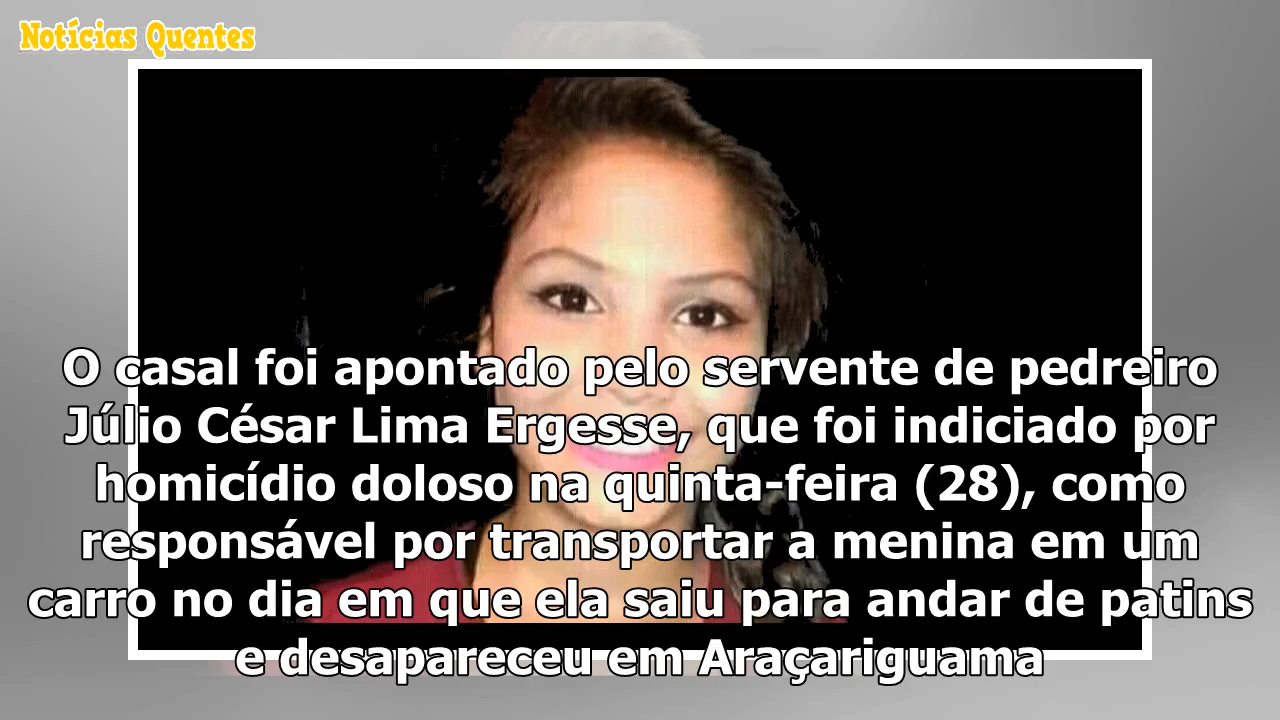 Notícias Quentes
O casal foi apontado pelo servente de pedreiro
Júlio César Lima Ergesse, que foi indiciado por
homicídio doloso na quinta-feira (28), como
responsável por transportar a menina em um
carro no dia em que ela saiu para andar de patins
e desapareceu em Araçariguama